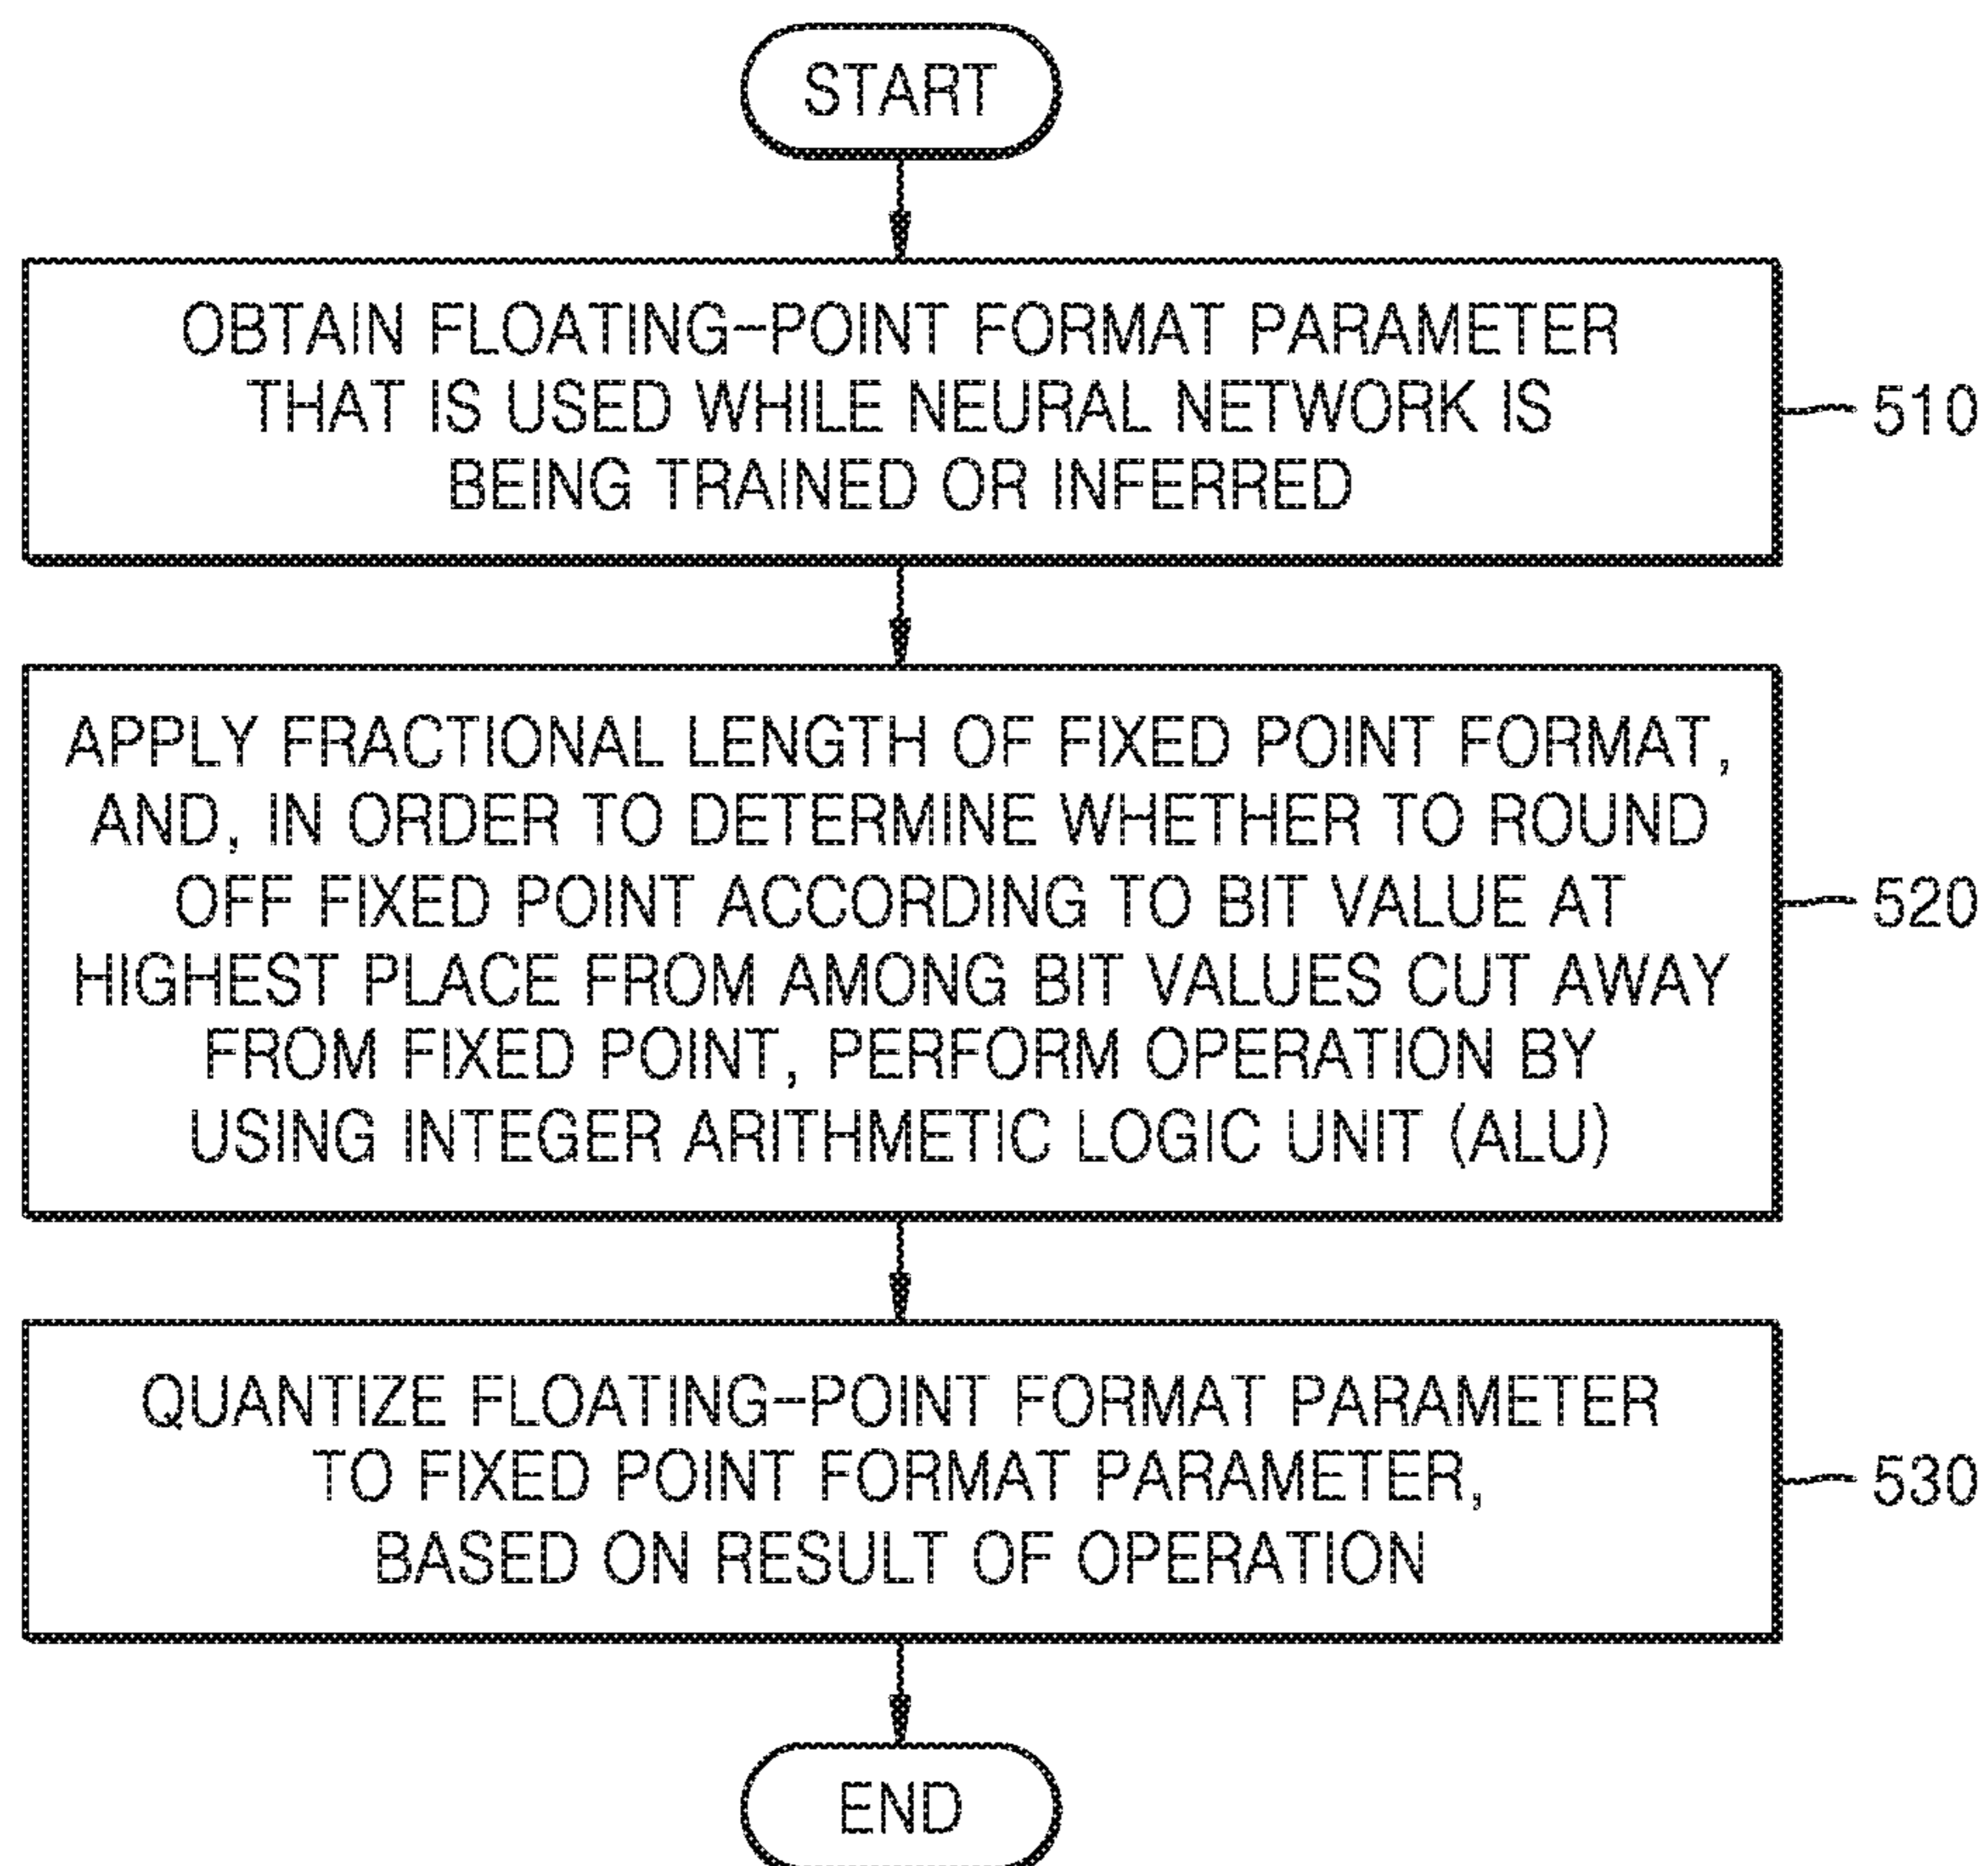 START
OBTAIN FLOATING-POINT FORMAT PARAMETER
THAT IS USED WHILE NEURAL NETWORK IS
BEING TRAINED OR INFERRED
510
APPLY FRACTIONAL LENGTH OF FIXED POINT FORMAT,
AND, IN ORDER TO DETERMINE WHETHER TO ROUND
OFF FIXED POINT ACCORDING TO BIT VALUE AT
HIGHEST PLACE FROM AMONG BIT VALUES CUT AWAY
FROM FIXED POINT, PERFORM OPERATION BY
USING INTEGER ARITHMETIC LOGIC UNIT (ALU)
520
QUANTIZE FLOATING-POINT FORMAT PARAMETER
TO FIXED POINT FORMAT PARAMETER,
BASED ON RESULT OF OPERATION
530
END